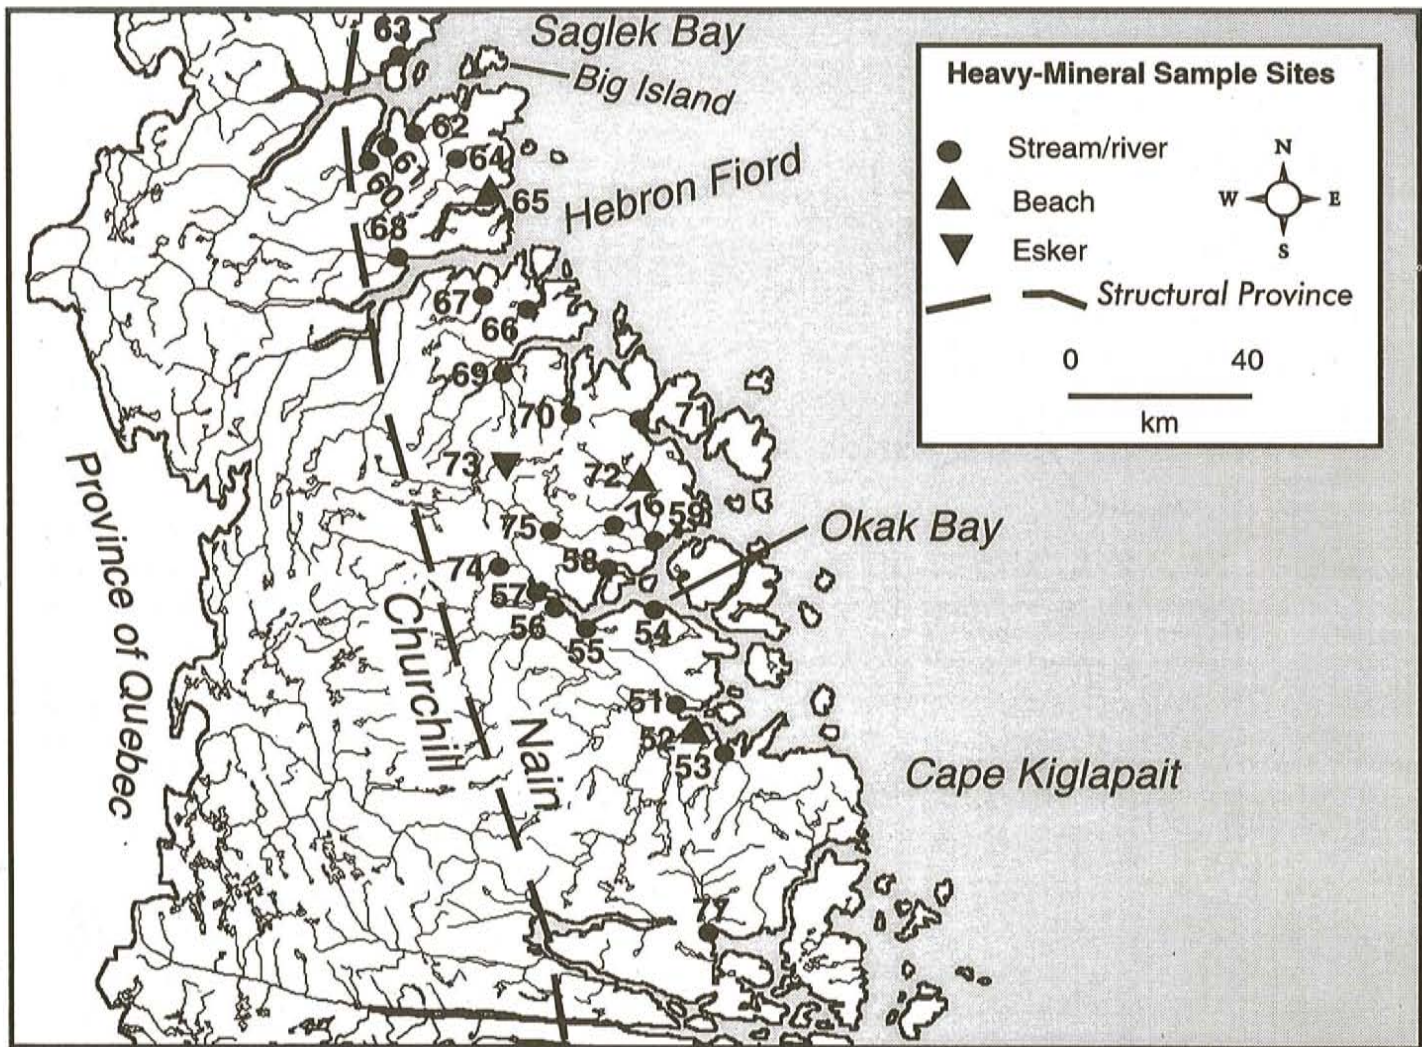 63
Saglek Bay
Big Island
62
61
60
64
65
68
Hebron Fiord
67
66
69
70
71
73
72
76
59
75
58
74
57
56
55
54
Okak Bay
51
52
53
77
Province of Quebec
Churchill
Nain
Cape Kiglapait
Heavy-Mineral Sample Sites
Stream/river
Beach
Esker
Structural Province
N
W
E
S
0 40
km